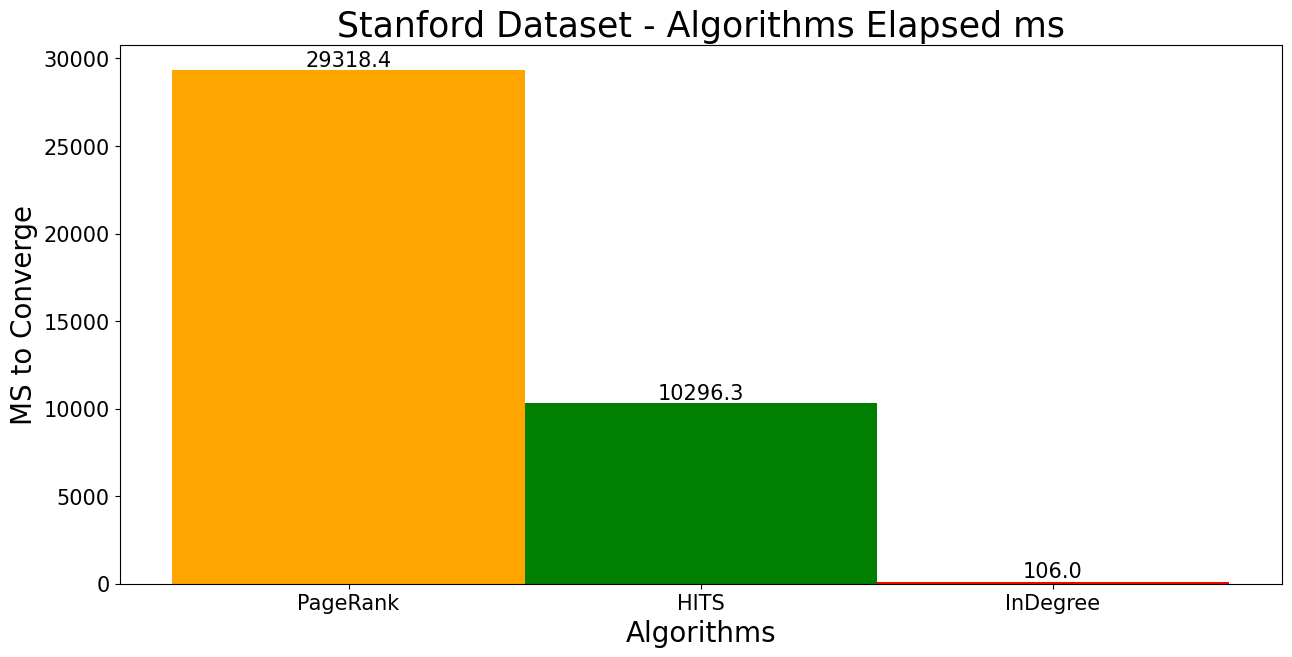 Stanford Dataset - Algorithms Elapsed ms
MS to Converge
30000
25000
20000
15000
10000
5000
0
29318.4
10296.3
106.0
PageRank
HITS
InDegree
Algorithms